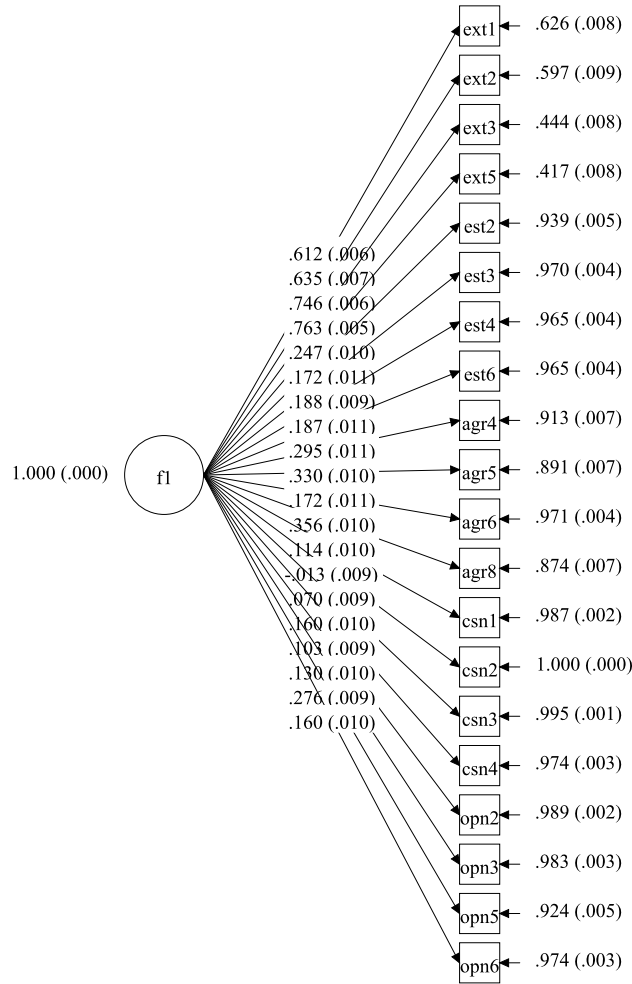 ext1 .626 (.008)
ext2 .597 (.009)
ext3 .444 (.008)
ext5 .417 (.008)
est2 .939 (.005)
.612 (.006)
est3 .970 (.004)
.635 (.007)
.746 (.006)
est4 .965 (.004)
.763 (.005)
.247 (.010)
est6 .965 (.004)
.172 (.011)
.188 (.009)
agr4 .913 (.007)
.187 (.011)
.295 (.011)
agr5 .891 (.007)
1.000 (.000) f1
.330 (.010)
.172 (.011)
agr6 .971 (.004)
.356 (.010)
.114 (.010)
agr8 .874 (.007)
-.013 (.009)
.070 (.009)
csn1 .987 (.002)
.160 (.010)
.103 (.009)
csn2 1.000 (.000)
.130 (.010)
.276 (.009)
csn3 .995 (.001)
.160 (.010)
csn4 .974 (.003)
opn2 .989 (.002)
opn3 .983 (.003)
opn5 .924 (.005)
opn6 .974 (.003)